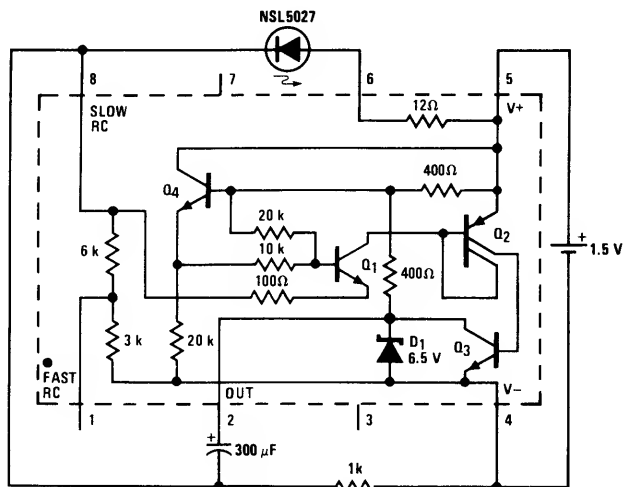 NSL5027
8
7
6
5
SLOW
RC
12Ω
V+
Q4
400Ω
20 k
Q2
6 k
10 k
Q1
400Ω
+
1.5 V
100Ω
3 k
20 k
D1
6.5 V
Q3
FAST
RC
OUT
V−
1
2
3
4
+
300 μF
1k